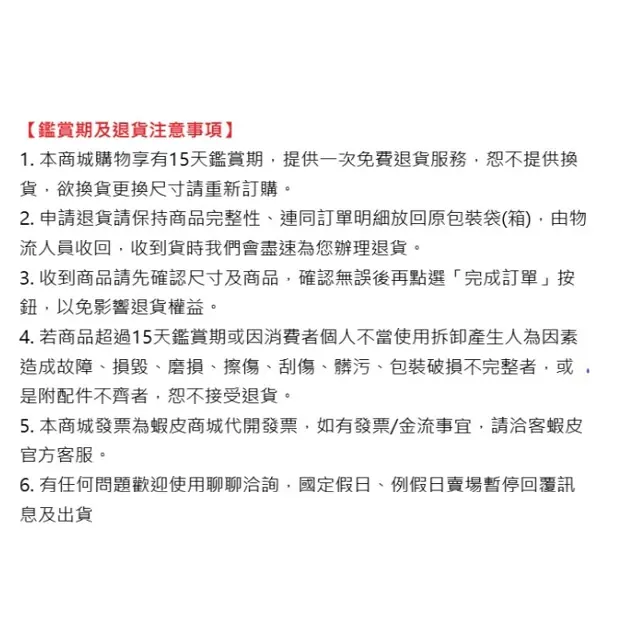 【鑑賞期及退貨注意事項】
1. 本商城購物享有15天鑑賞期，提供一次免費退貨服務，恕不提供換
貨，欲換貨更換尺寸請重新訂購。
2. 申請退貨請保持商品完整性、連同訂單明細放回原包裝袋(箱)，由物
流人員收回，收到貨時我們會盡速為您辦理退貨。
3. 收到商品請先確認尺寸及商品，確認無誤後再點選「完成訂單」按
鈕，以免影響退貨權益。
4. 若商品超過15天鑑賞期或因消費者個人不當使用拆卸產生人為因素
造成故障、損毀、磨損、擦傷、刮傷、髒污、包裝破損不完整者，或
是附配件不齊者，恕不接受退貨。
5. 本商城發票為蝦皮商城代開發票，如有發票/金流事宜，請洽客蝦皮
官方客服。
6. 有任何問題歡迎使用聊聊洽詢，國定假日、例假日賣場暫停回覆訊
息及出貨